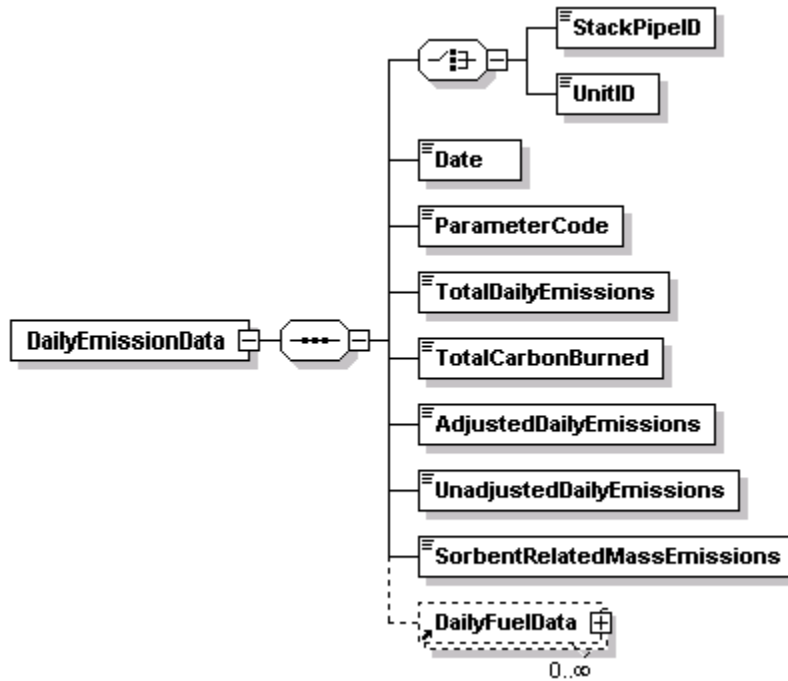 StackPipeID
UnitID
Date
ParameterCode
TotalDailyEmissions
DailyEmissionData
TotalCarbonBurned
AdjustedDailyEmissions
UnadjustedDailyEmissions
SorbentRelatedMassEmissions
DailyFuelData
0..∞